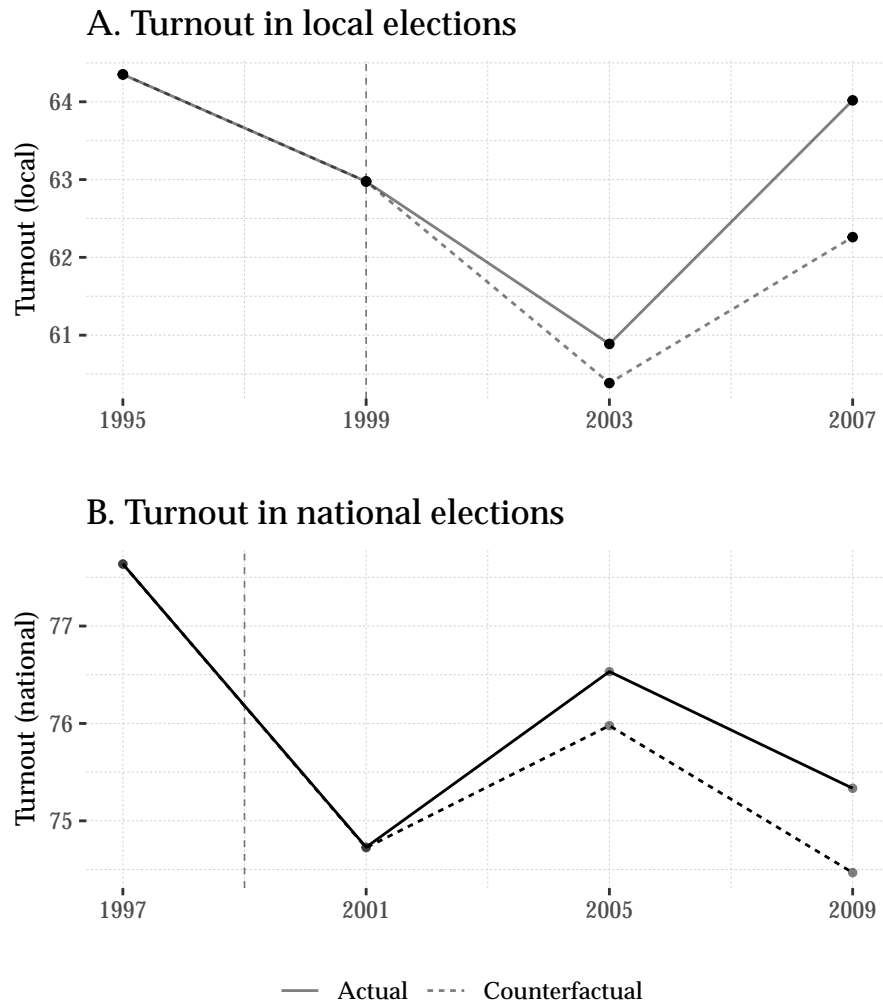 A. Turnout in local elections
Turnout (local)
64
63
62
61
1995 1999 2003 2007
B. Turnout in national elections
Turnout (national)
77
76
75
1997 2001 2005 2009
Actual Counterfactual